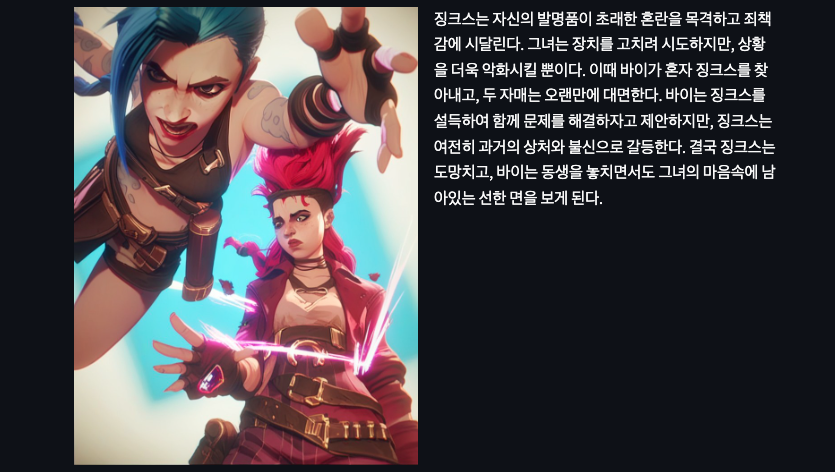 징크스는 자신의 발명품이 초래한 혼란을 목격하고 죄책
감에 시달린다. 그녀는 장치를 고치려 시도하지만, 상황
을 더욱 악화시킬 뿐이다. 이때 바이가 혼자 징크스를 찾
아내고, 두 자매는 오랜만에 대면한다. 바이는 징크스를
설득하여 함께 문제를 해결하자고 제안하지만, 징크스는
여전히 과거의 상처와 불신으로 갈등한다. 결국 징크스는
도망치고, 바이는 동생을 놓치면서도 그녀의 마음속에 남
아있는 선한 면을 보게 된다.